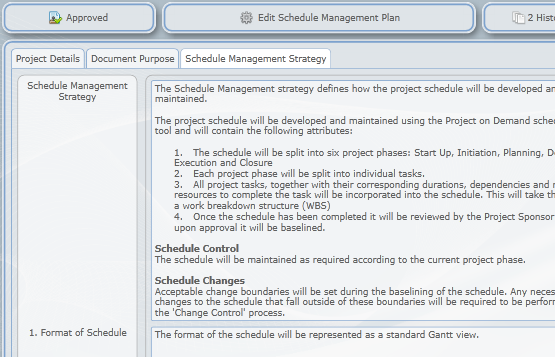 Approved
Edit Schedule Management Plan
2
Project Details
Document Purpose
Schedule Management Strategy
Schedule Management
Strategy
The Schedule Management strategy defines how the project schedule will be developed
maintained.
The project schedule will be developed and maintained using the Project on Demand
tool and will contain the following attributes:
1. The schedule will be split into six project phases: Start Up, Initiation, Planning,
Execution and Closure
2. Each project phase will be split into individual tasks.
3. All project tasks, together with their corresponding durations, dependencies and
resources to complete the task will be incorporated into the schedule. This will take
a work breakdown structure (WBS)
4. Once the schedule has been completed it will be reviewed by the Project Sponsor
upon approval it will be baselined.
Schedule Control
The schedule will be maintained as required according to the current project phase.
Schedule Changes
Acceptable change boundaries will be set during the baselining of the schedule. Any
changes to the schedule that fall outside of these boundaries will be required to be
the 'Change Control' process.
1. Format of Schedule
The format of the schedule will be represented as a standard Gantt view.